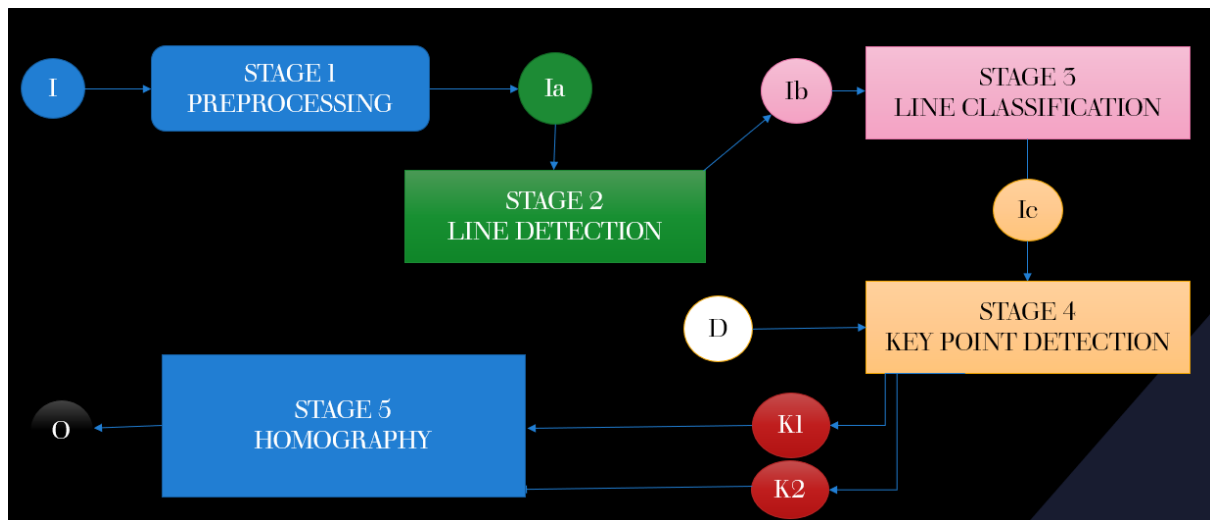 I
STAGE 1
PREPROCESSING
Ia
STAGE 2
LINE DETECTION
Ib
STAGE 3
LINE CLASSIFICATION
Ic
D
STAGE 4
KEY POINT DETECTION
K1
K2
STAGE 5
HOMOGRAPHY
O